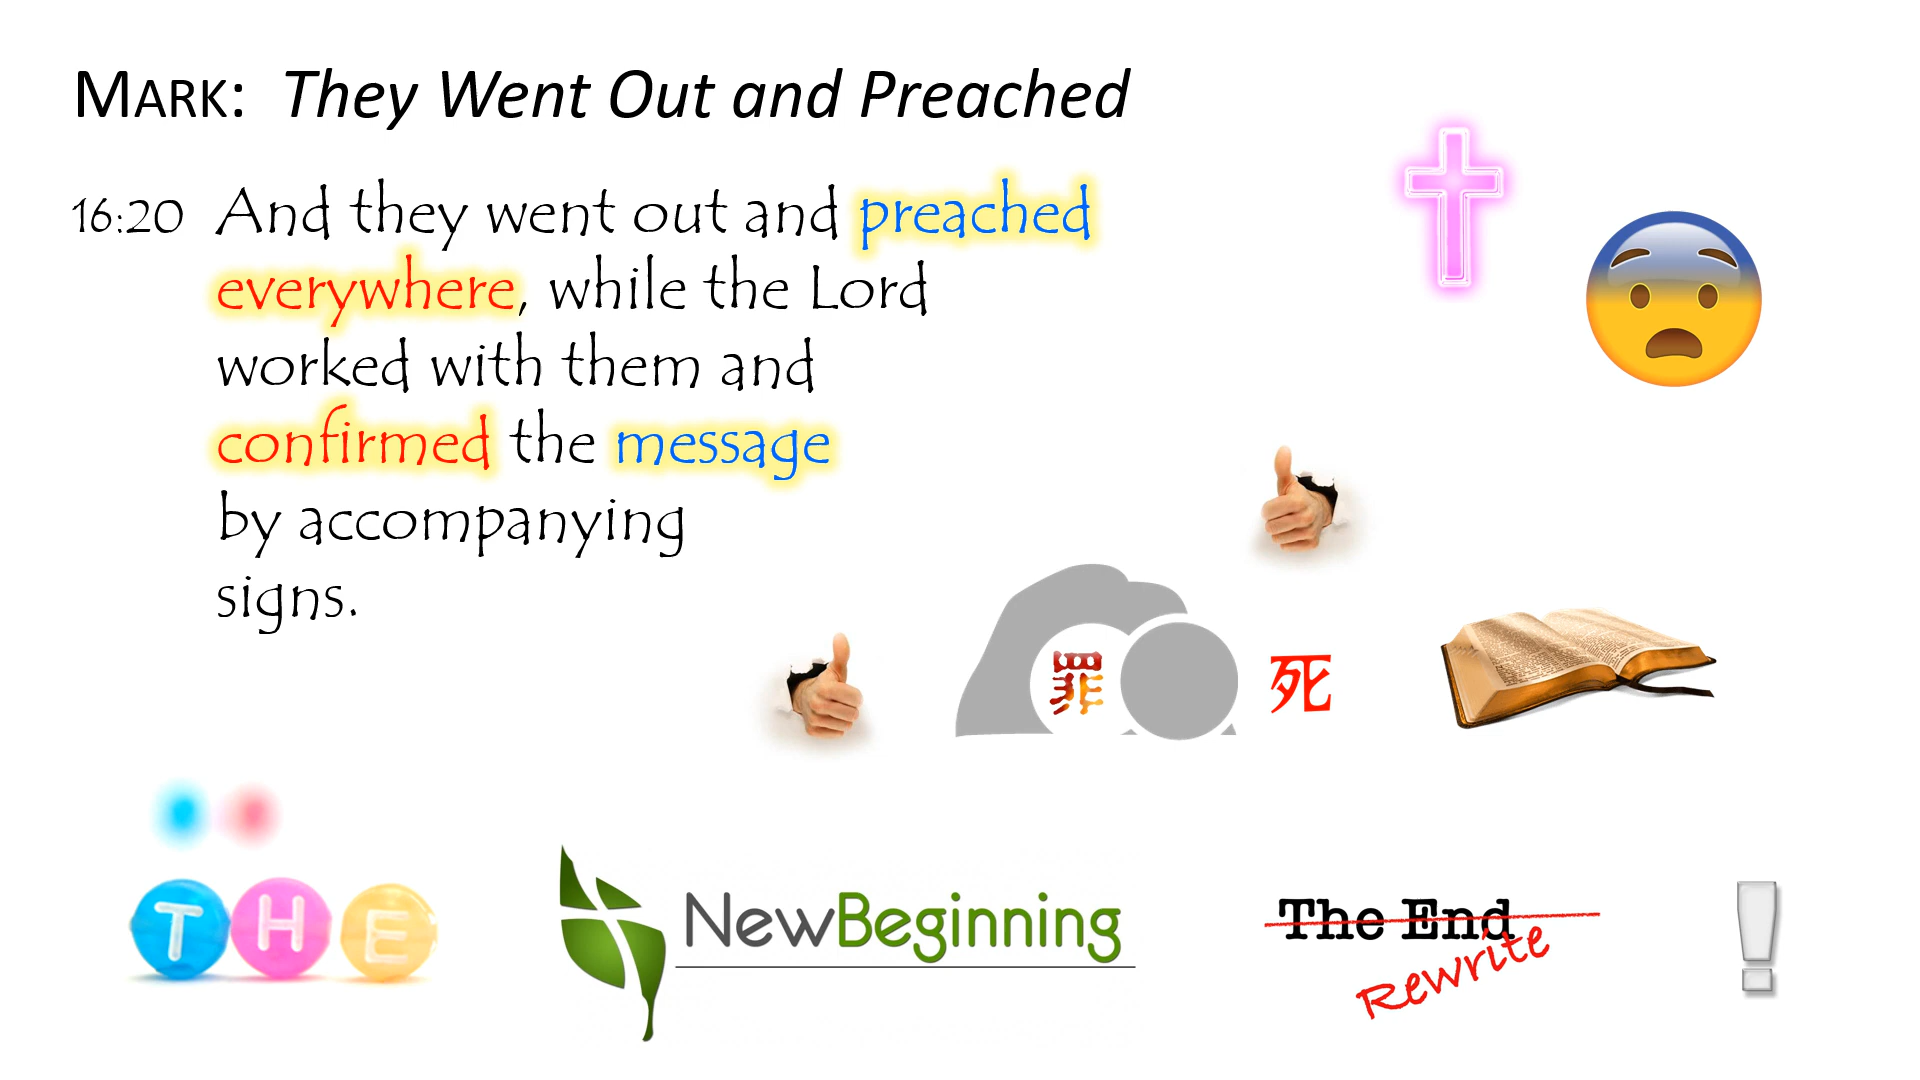 MARK: They Went Out and Preached
16:20 And they went out and preached
everywhere, while the Lord
worked with them and
confirmed the message
by accompanying
signs.
罪 死
THE
NewBeginning
The End
Rewrite
!